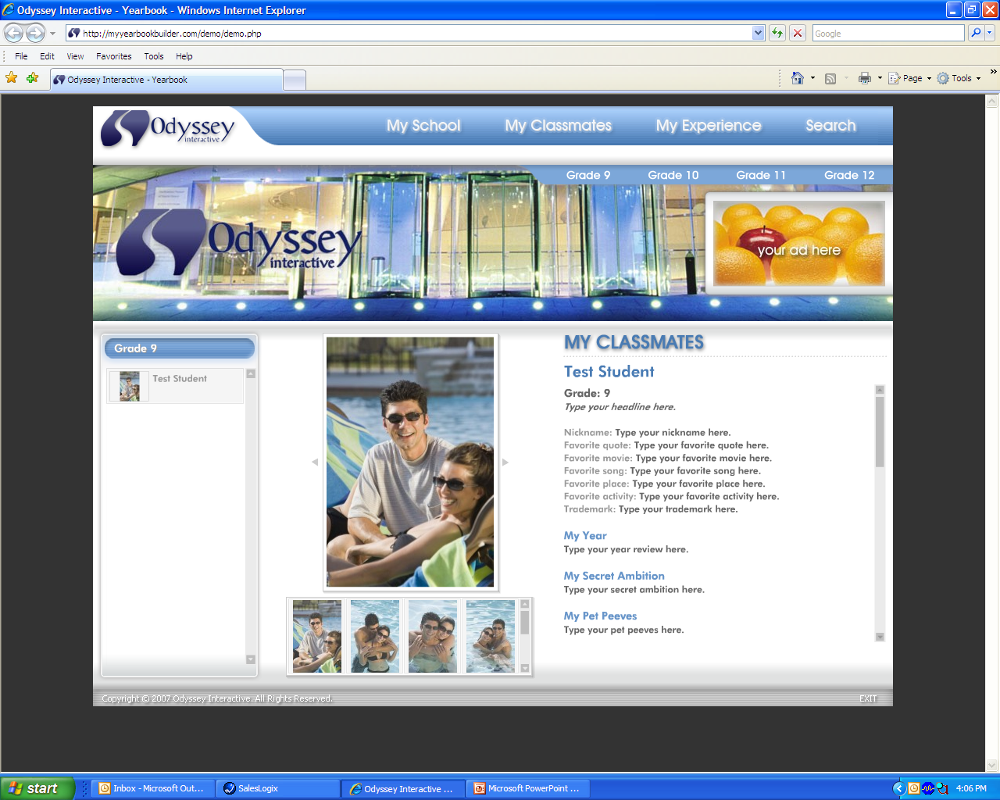 Odyssey Interactive - Yearbook - Windows Internet Explorer
http://myyearbookbuilder.com/demo/demo.php
Google
File Edit View Favorites Tools Help
Odyssey Interactive - Yearbook
Page Tools
Odyssey
interactive
My School My Classmates My Experience Search
Grade 9 Grade 10 Grade 11 Grade 12
Odyssey
interactive
your ad here
Grade 9
Test Student
MY CLASSMATES
Test Student
Grade: 9
Type your headline here.
Nickname: Type your nickname here.
Favorite quote: Type your favorite quote here.
Favorite movie: Type your favorite movie here.
Favorite song: Type your favorite song here.
Favorite place: Type your favorite place here.
Favorite activity: Type your favorite activity here.
Trademark: Type your trademark here.
My Year
Type your year review here.
My Secret Ambition
Type your secret ambition here.
My Pet Peeves
Type your pet peeves here.
Copyright © 2007 Odyssey Interactive. All Rights Reserved. EXIT
start Inbox - Microsoft Out... SalesLogix Odyssey Interactive ... Microsoft PowerPoint ... 4:06 PM